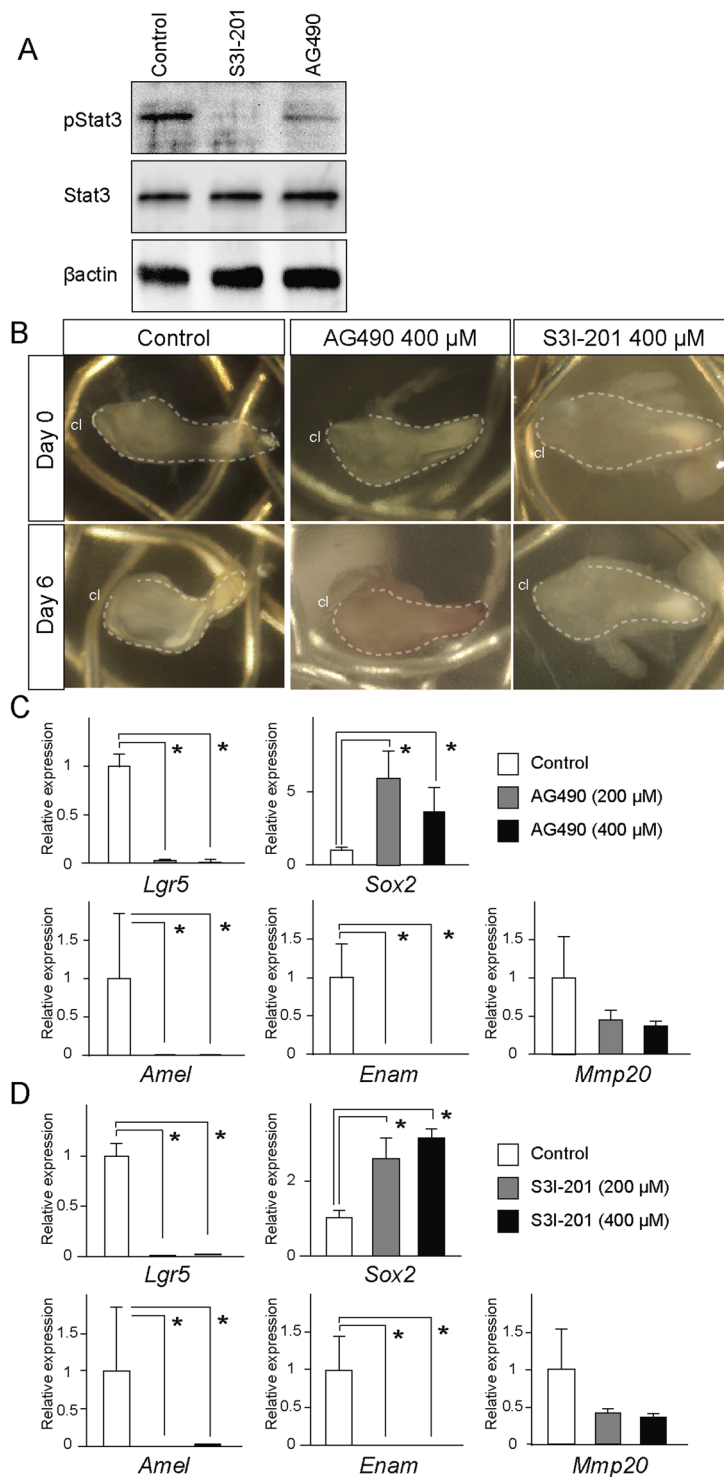 A
Control
S3I-201
AG490
pStat3
Stat3
βactin
B
Control
AG490 400 μM
S3I-201 400 μM
Day 0
cl
cl
cl
Day 6
cl
cl
cl
C
Relative expression
1
0.5
0
*
*
Lgr5
Relative expression
5
0
*
*
Sox2
Control
AG490 (200 μM)
AG490 (400 μM)
Relative expression
1.5
1
0.5
0
*
*
Amel
Relative expression
1.5
1
0.5
0
*
*
Enam
Relative expression
1.5
1
0.5
0
Mmp20
D
Relative expression
1
0.5
0
*
*
Lgr5
Relative expression
2
0
*
*
Sox2
Control
S3I-201 (200 μM)
S3I-201 (400 μM)
Relative expression
1.5
1
0.5
0
*
*
Amel
Relative expression
1.5
1
0.5
0
*
*
Enam
Relative expression
1.5
1
0.5
0
Mmp20